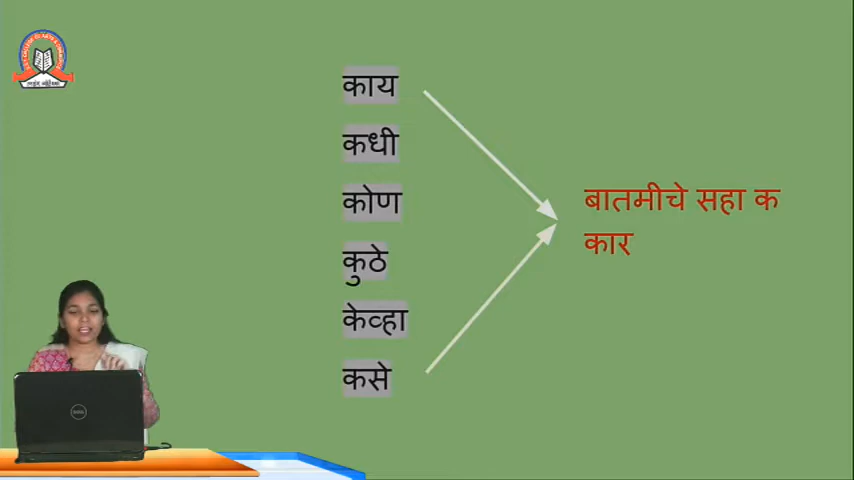 काय
कधी
कोण
कुठे
केव्हा
कसे
बातमीचे सहा क
कार